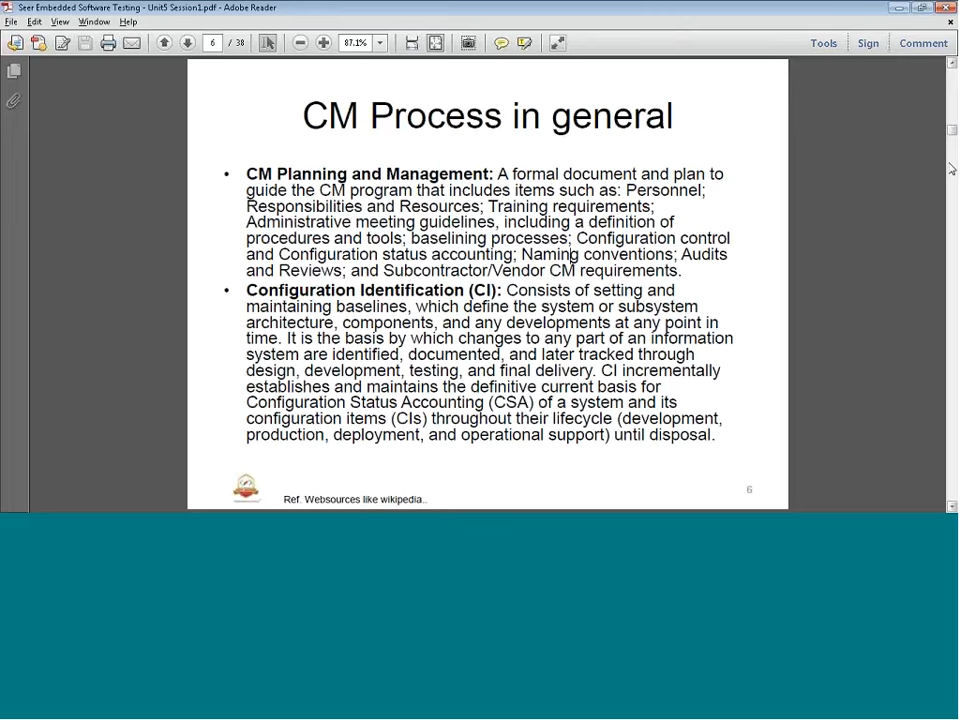 Seer Embedded Software Testing - Unit5 Session1.pdf - Adobe Reader
File Edit View Window Help
6 / 38 87.1% Tools Sign Comment
CM Process in general
• CM Planning and Management: A formal document and plan to
guide the CM program that includes items such as: Personnel;
Responsibilities and Resources; Training requirements;
Administrative meeting guidelines, including a definition of
procedures and tools; baselining processes; Configuration control
and Configuration status accounting; Naming conventions; Audits
and Reviews; and Subcontractor/Vendor CM requirements.
• Configuration Identification (CI): Consists of setting and
maintaining baselines, which define the system or subsystem
architecture, components, and any developments at any point in
time. It is the basis by which changes to any part of an information
system are identified, documented, and later tracked through
design, development, testing, and final delivery. CI incrementally
establishes and maintains the definitive current basis for
Configuration Status Accounting (CSA) of a system and its
configuration items (CIs) throughout their lifecycle (development,
production, deployment, and operational support) until disposal.
Ref. Websources like wikipedia..
6